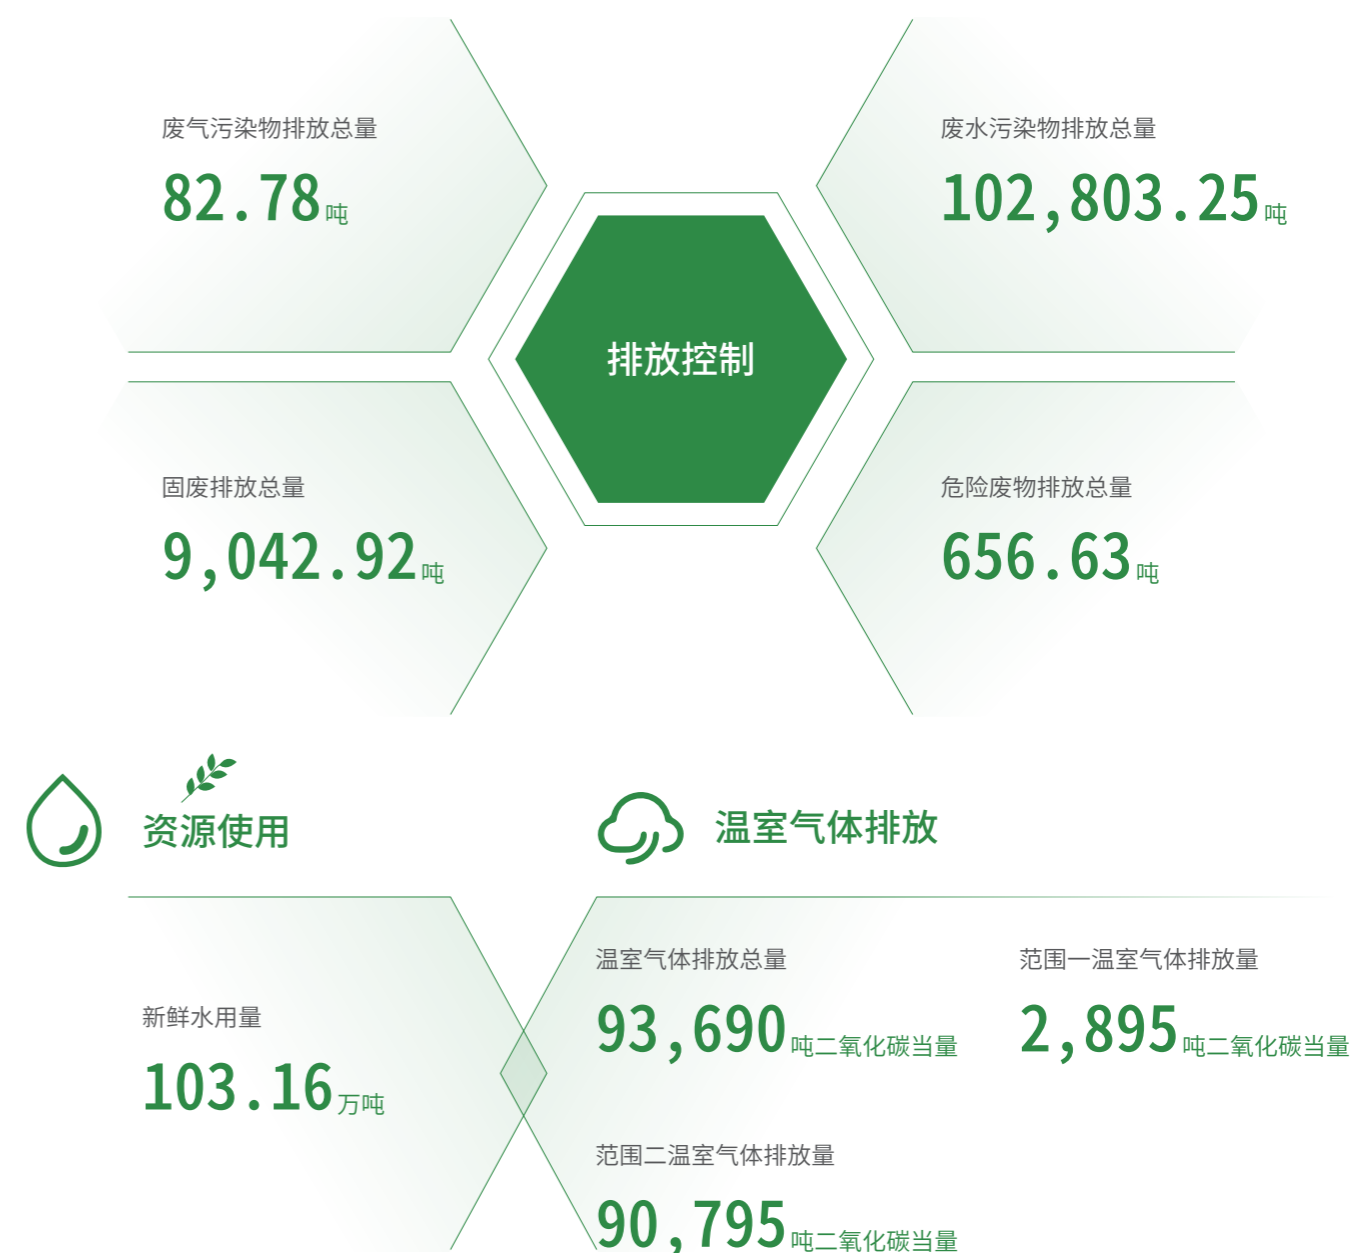 废气污染物排放总量
82.78吨
废水污染物排放总量
102,803.25吨
排放控制
固废排放总量
9,042.92吨
危险废物排放总量
656.63吨
资源使用
新鲜水用量
103.16万吨
温室气体排放
温室气体排放总量
93,690吨二氧化碳当量
范围一温室气体排放量
2,895吨二氧化碳当量
范围二温室气体排放量
90,795吨二氧化碳当量